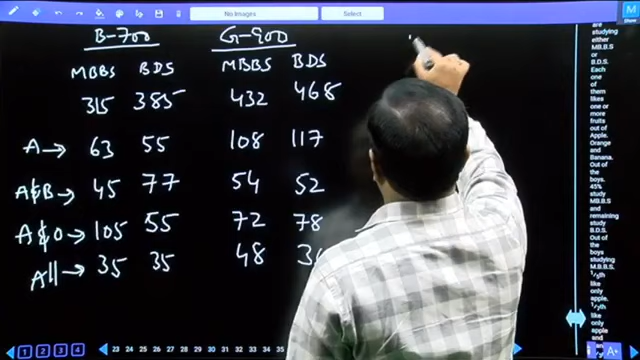 No Images
Select
B-700 G-900
MBBS BDS MBBS BDS
315 385 432 468
A→ 63 55 108 117
A&B→ 45 77 54 52
A&O→ 105 55 72 78
All→ 35 35 48
are
studying
either
MB.B.S
or
B.D.S.
Each
one
of
them
likes
one or
more
fruits
out of
Apple.
Orange
and
Banana.
Out of
the
boys.
45%
study
MB.B.S
and
remaining
study
B.D.S.
Out of
the
boys
studying
M.B.B.S.
1/5th
like
only
apple.
1/7th
like
only
apple
and
1 2 3 4 23 24 25 26 27 28 29 30 31 32 33 34 35
A+